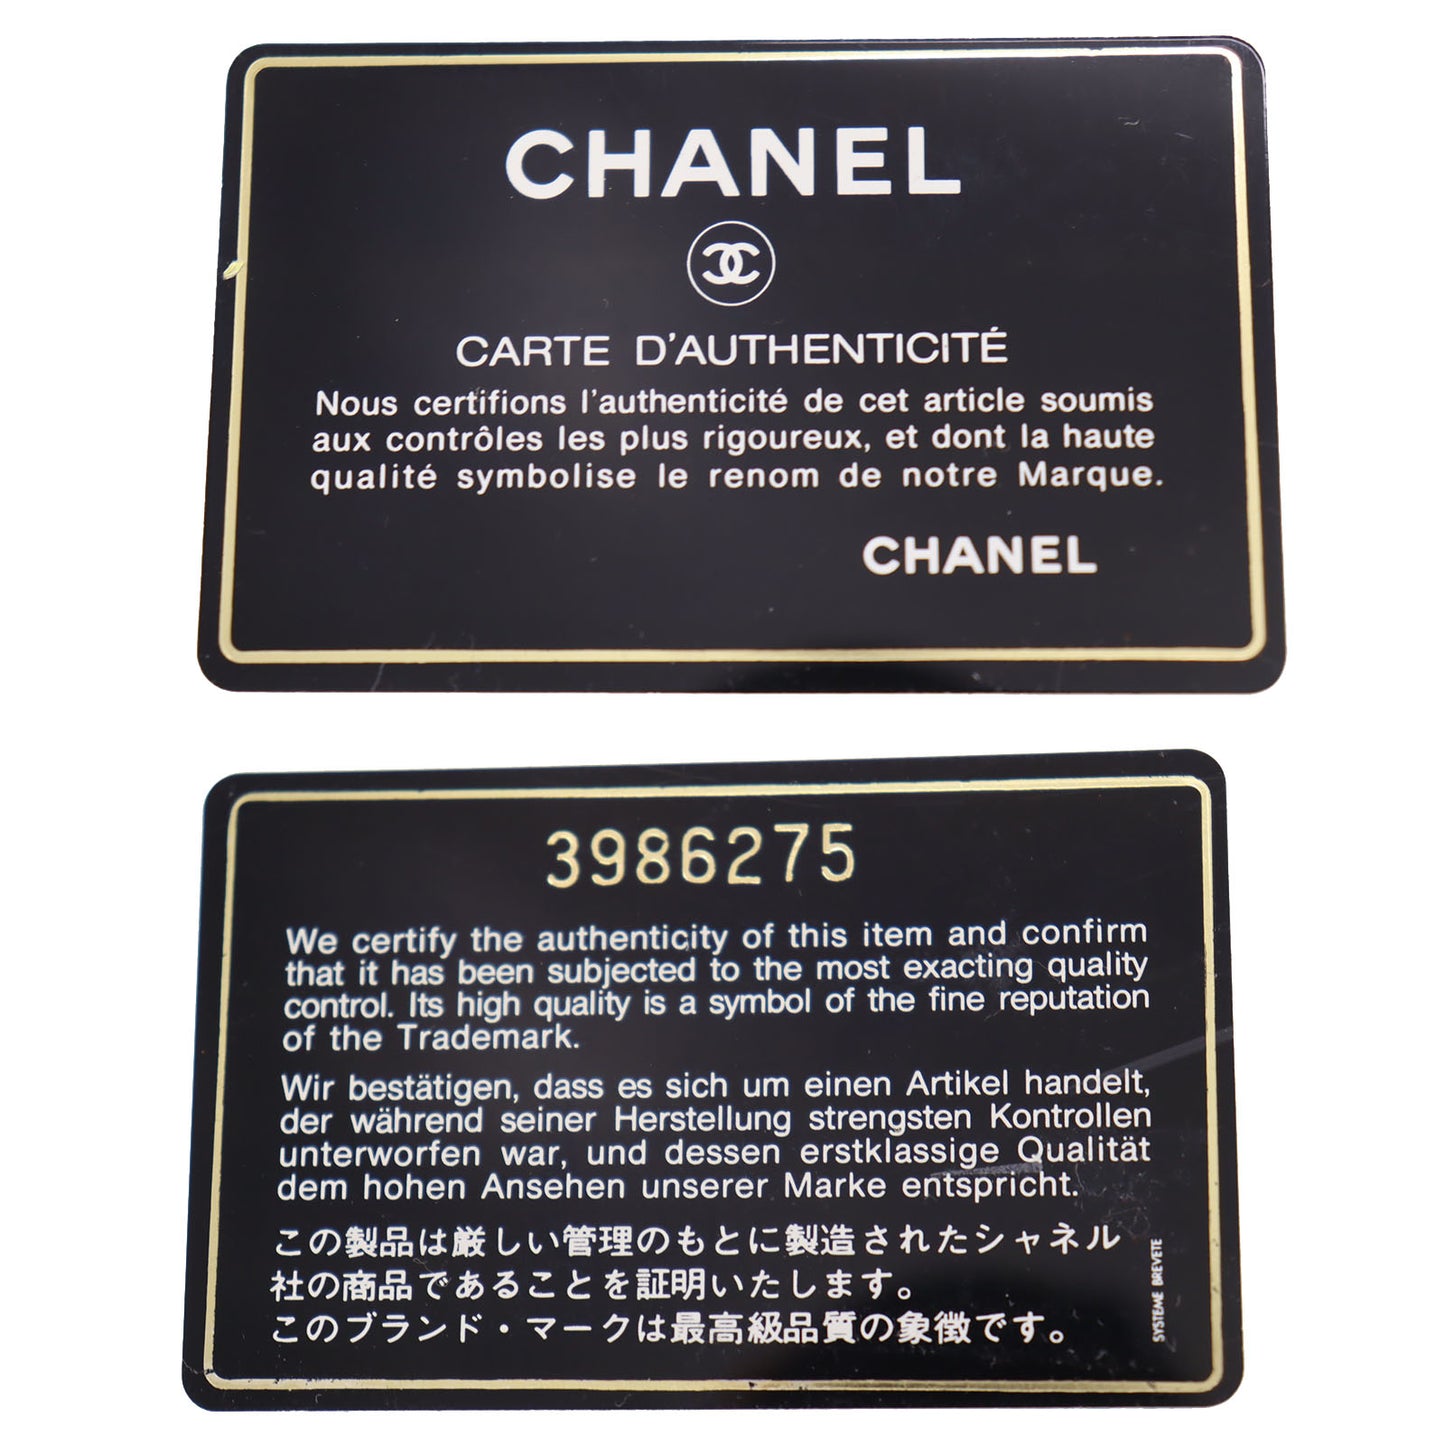 CHANEL
CARTE D'AUTHENTICITÉ
Nous certifions l'authenticité de cet article soumis
aux contrôles les plus rigoureux, et dont la haute
qualité symbolise le renom de notre Marque.
CHANEL
3986275
We certify the authenticity of this item and confirm
that it has been subjected to the most exacting quality
control. Its high quality is a symbol of the fine reputation
of the Trademark.
Wir bestätigen, dass es sich um einen Artikel handelt,
der während seiner Herstellung strengsten Kontrollen
unterworfen war, und dessen erstklassige Qualität
dem hohen Ansehen unserer Marke entspricht.
この製品は厳しい管理のもとに製造されたシャネル
社の商品であることを証明いたします。
このブランド・マークは最高級品質の象徴です。
SYSTEME BREVETE